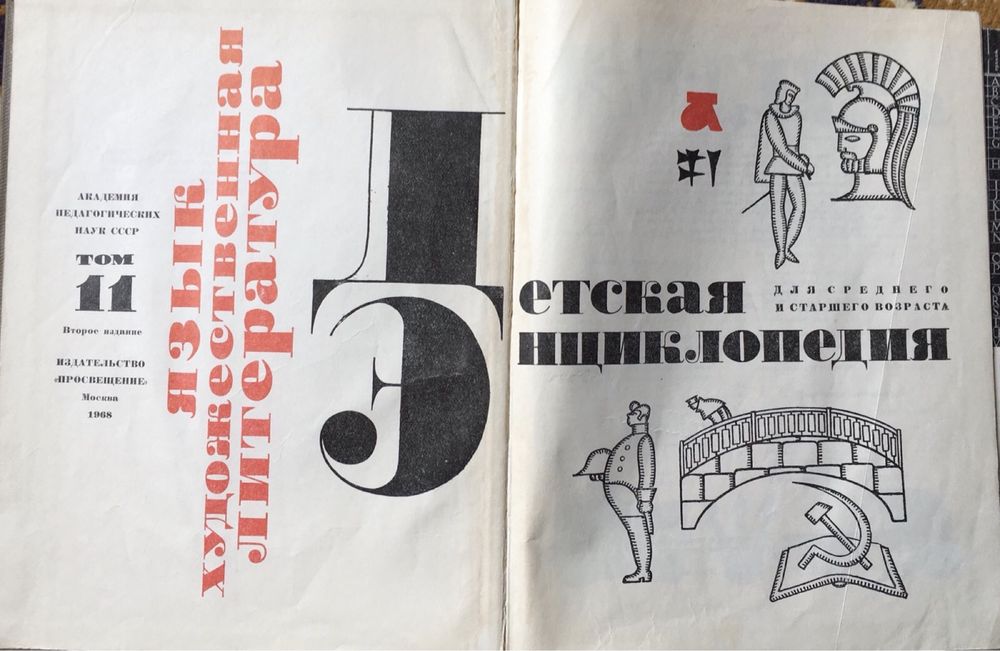 АКАДЕМИЯ
ПЕДАГОГИЧЕСКИХ
НАУК СССР
ТОМ
11
Второе издание
ИЗДАТЕЛЬСТВО
«ПРОСВЕЩЕНИЕ»
Москва
1968
ЯЗЫК
художественная
литература
Детская
Энциклопедия
ДЛЯ СРЕДНЕГО
И СТАРШЕГО ВОЗРАСТА